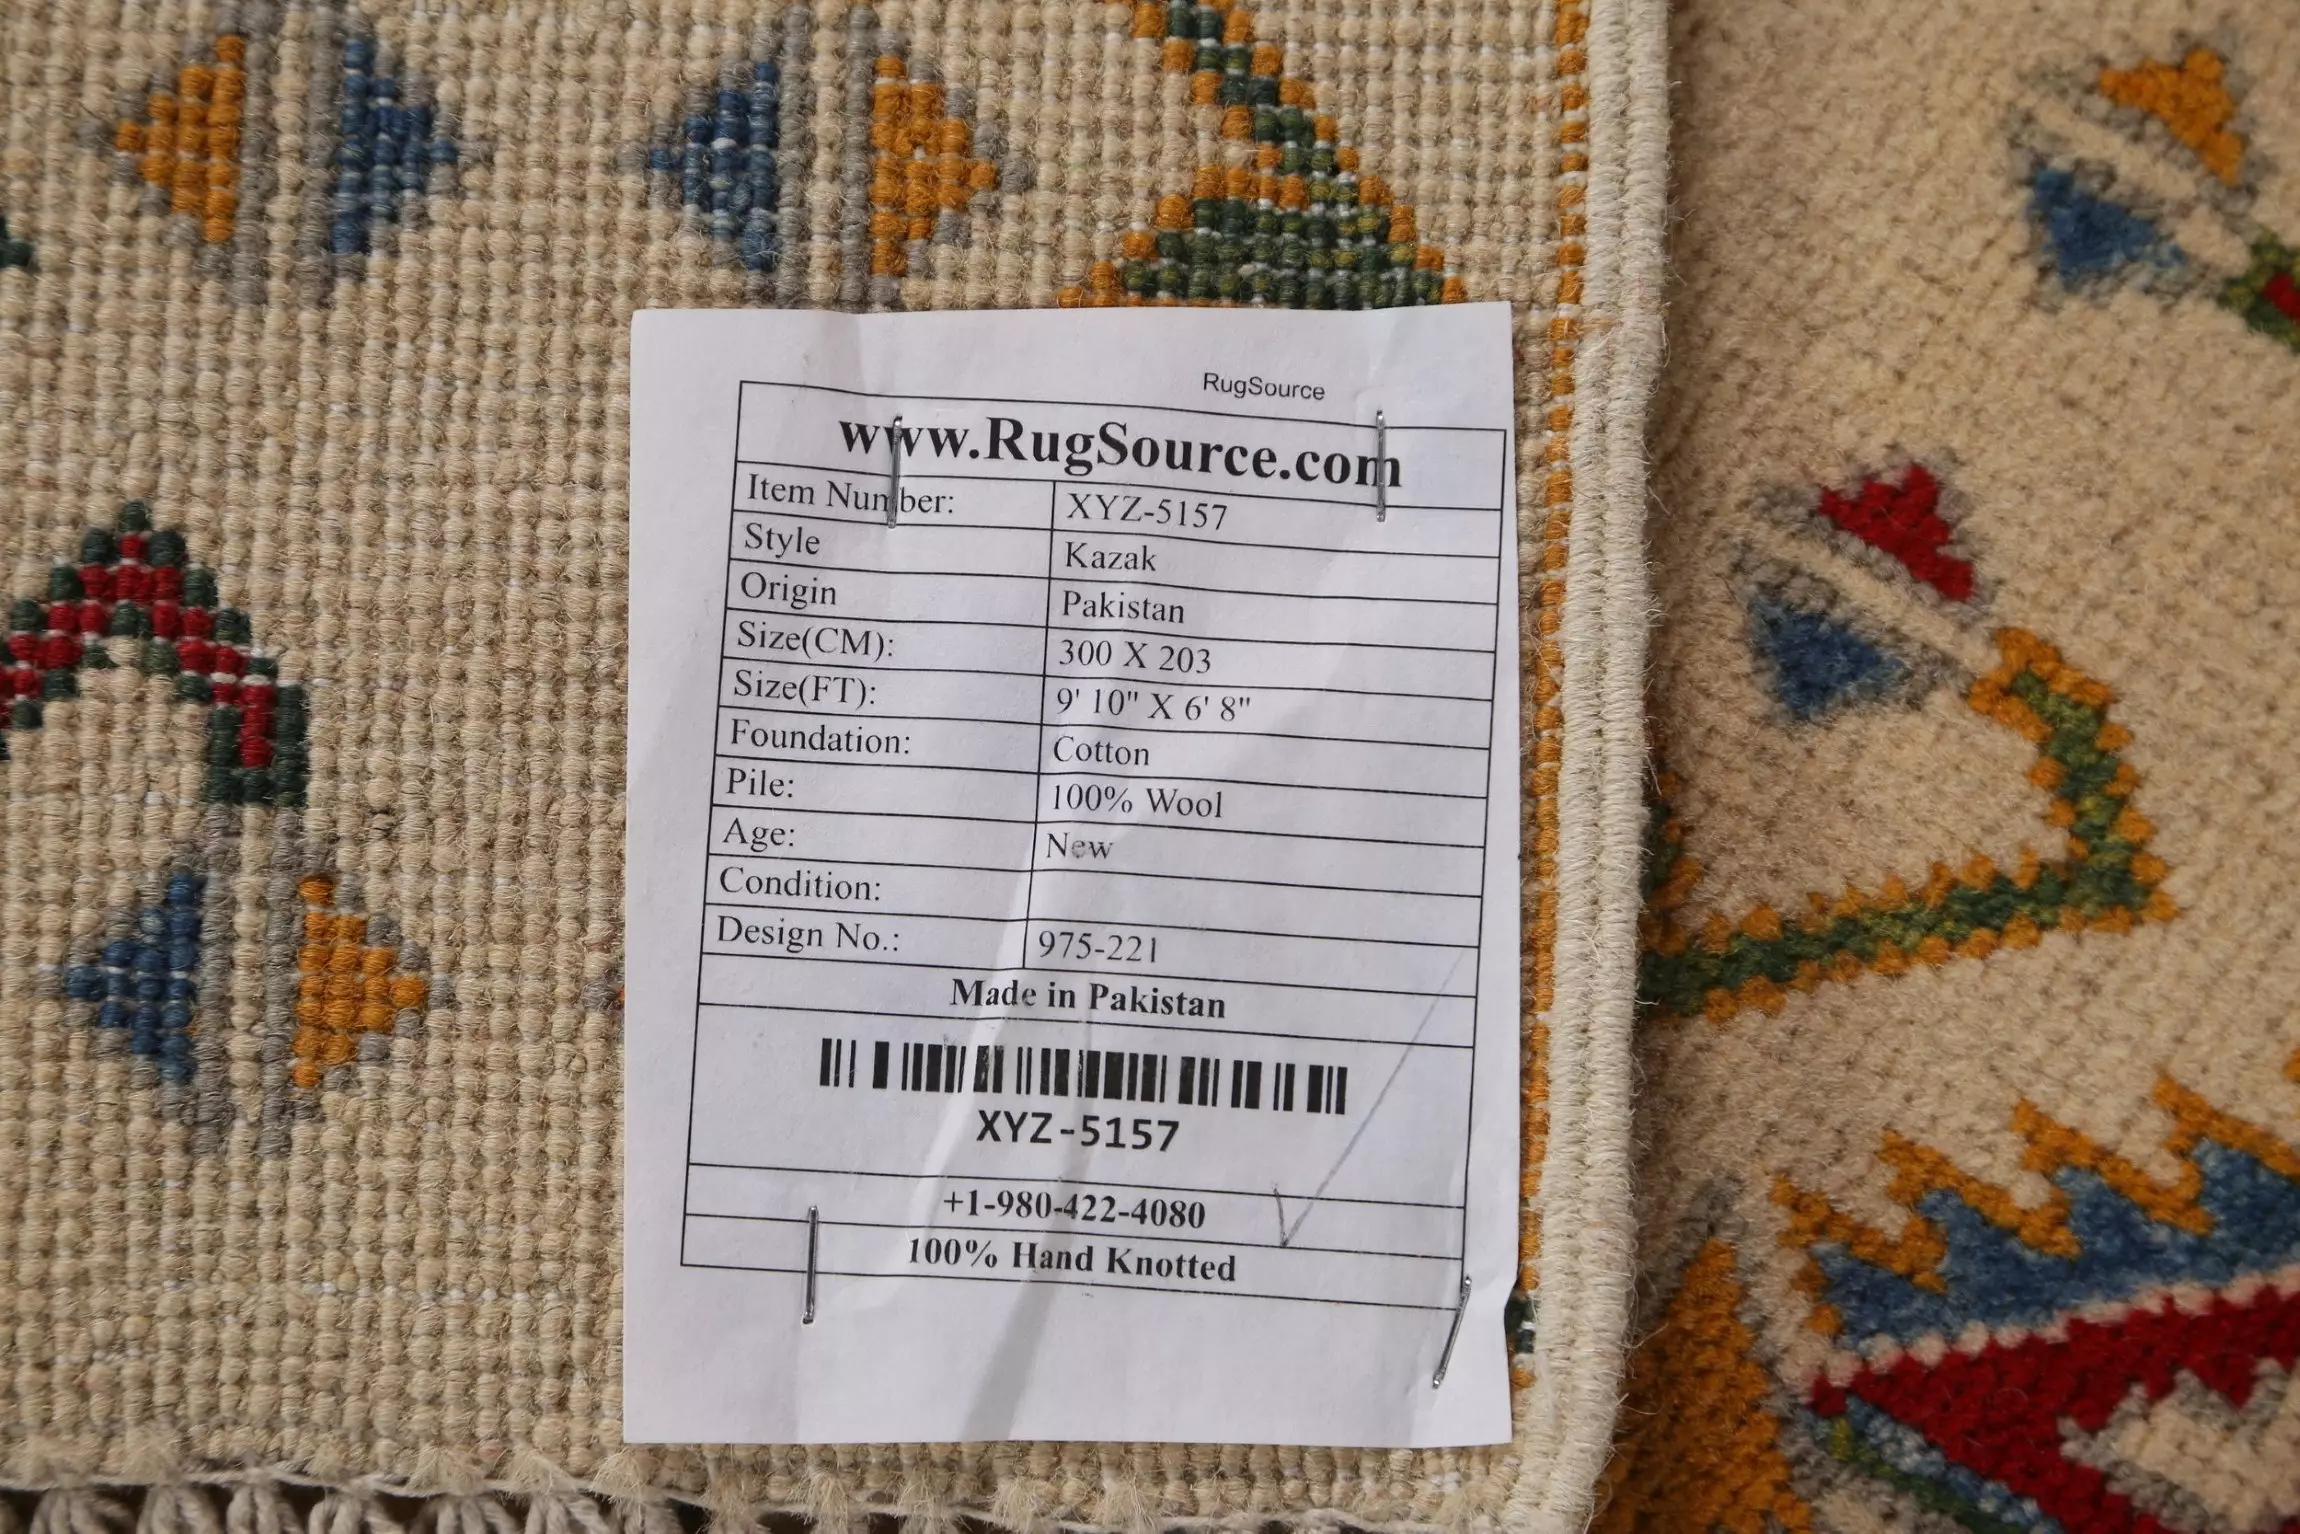 RugSource
www.RugSource.com
Item Number: XYZ-5157
Style Kazak
Origin Pakistan
Size(CM): 300 X 203
Size(FT): 9' 10" X 6' 8"
Foundation: Cotton
Pile: 100% Wool
Age: New
Condition:
Design No.: 975-221
Made in Pakistan
XYZ-5157
+1-980-422-4080
100% Hand Knotted